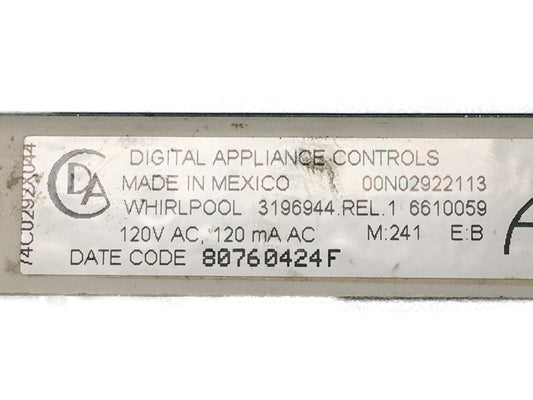 DIGITAL APPLIANCE CONTROLS
MADE IN MEXICO 00N02922113
WHIRLPOOL 3196944.REL.1 6610059
120V AC, 120 mA AC M:241 E:B
DATE CODE 80760424F
CDA